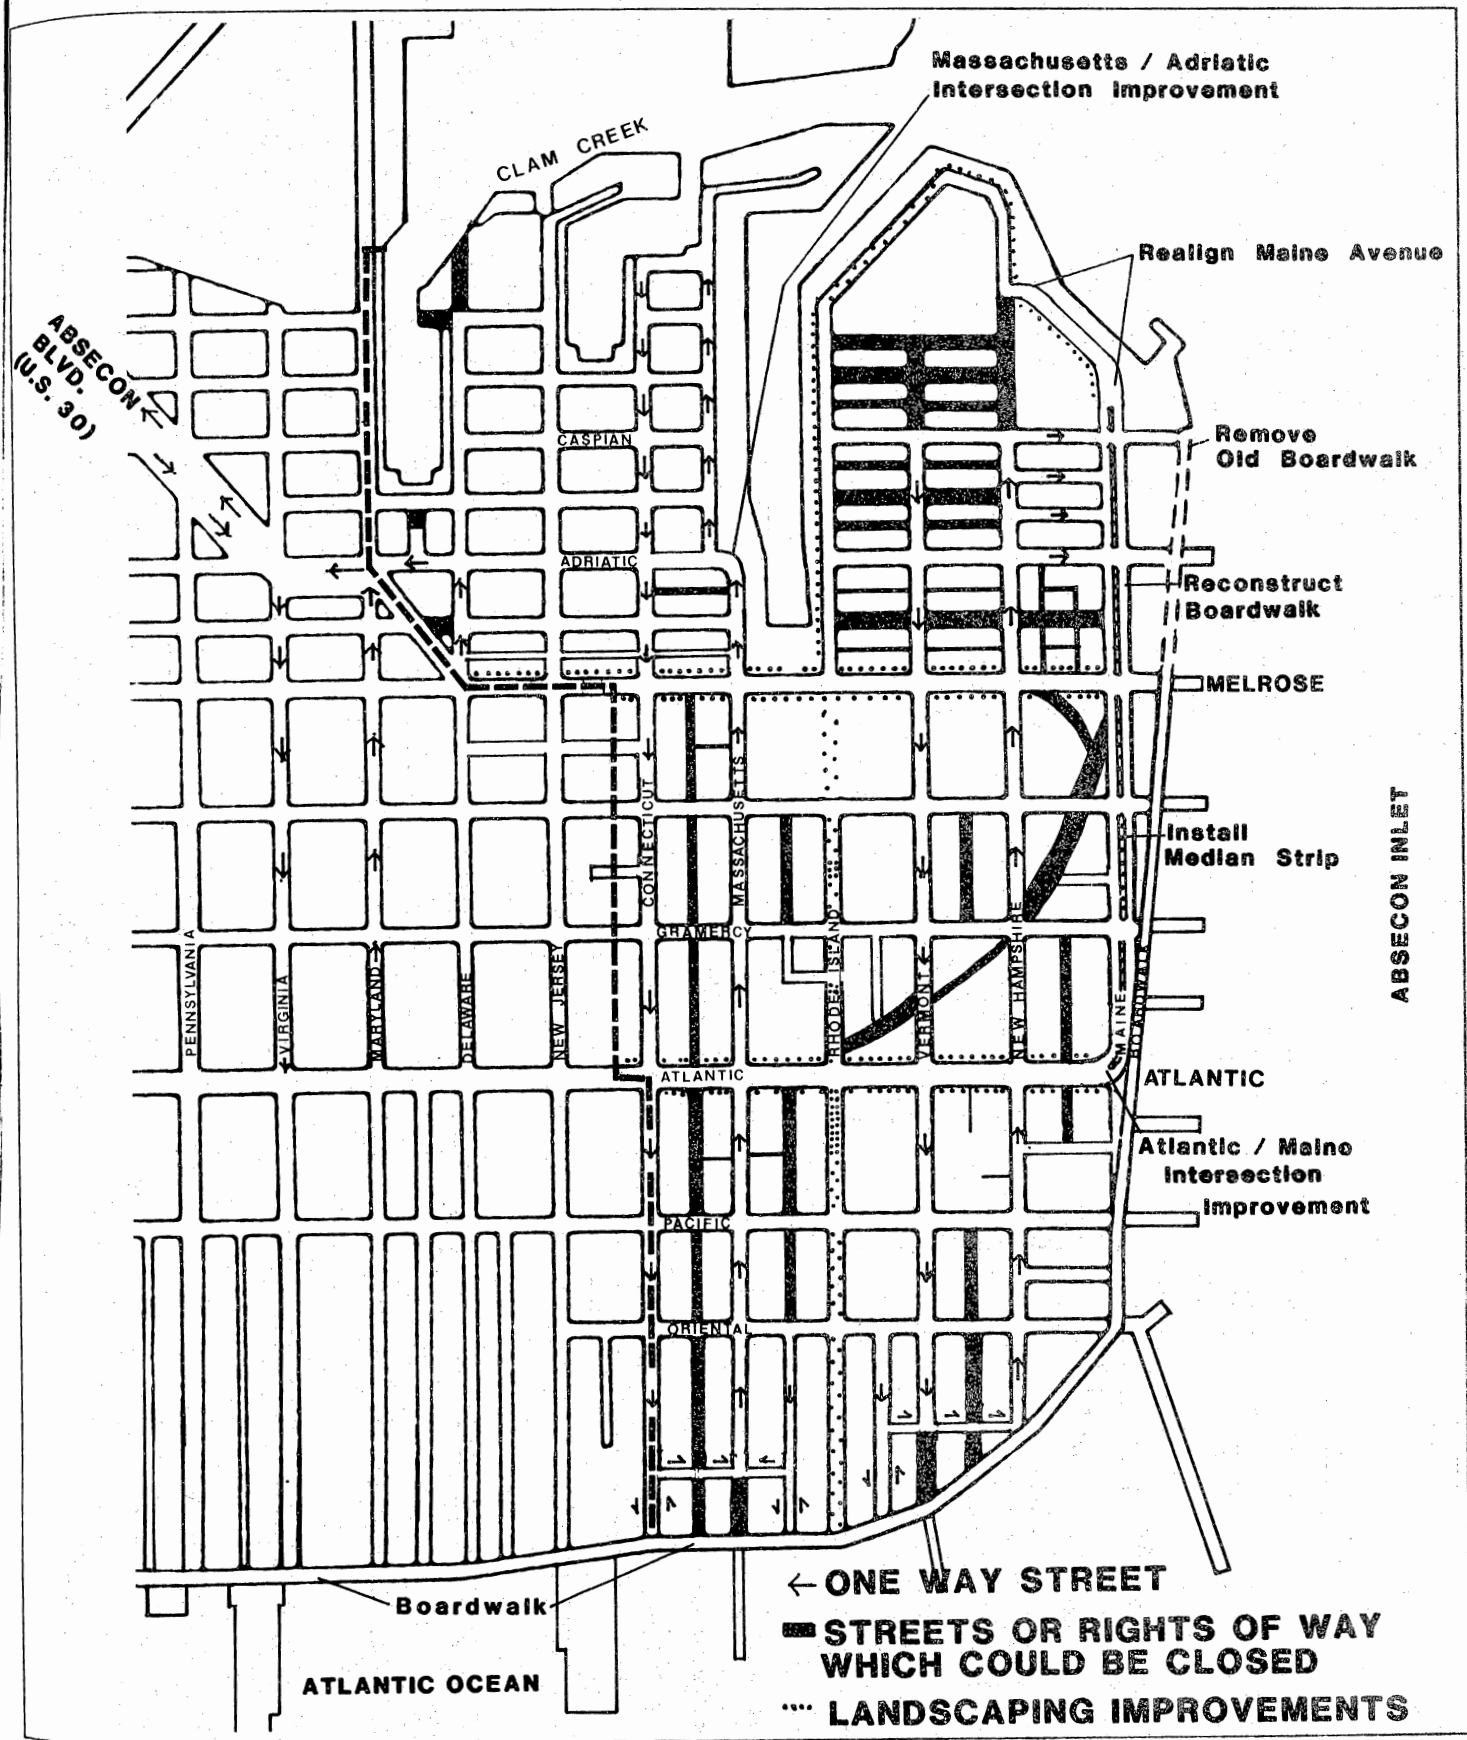 Massachusetts / Adriatic
Intersection Improvement
CLAM CREEK
Realign Maine Avenue
ABSECON
BLVD.
(U.S. 30)
CASPIAN
Remove
Old Boardwalk
ADRIATIC
Reconstruct
Boardwalk
MELROSE
CONNECTICUT
MASSACHUSETTS
Install
Median Strip
ABSECON INLET
GRAMERCY
PENNSYLVANIA
VIRGINIA
MARYLAND
DELAWARE
NEW JERSEY
RHODE ISLAND
VERMONT
NEW HAMPSHIRE
MAINE
BOARDWALK
ATLANTIC
ATLANTIC
Atlantic / Maine
Intersection
Improvement
PACIFIC
ORIENTAL
Boardwalk
ATLANTIC OCEAN
ONE WAY STREET
STREETS OR RIGHTS OF WAY
WHICH COULD BE CLOSED
LANDSCAPING IMPROVEMENTS